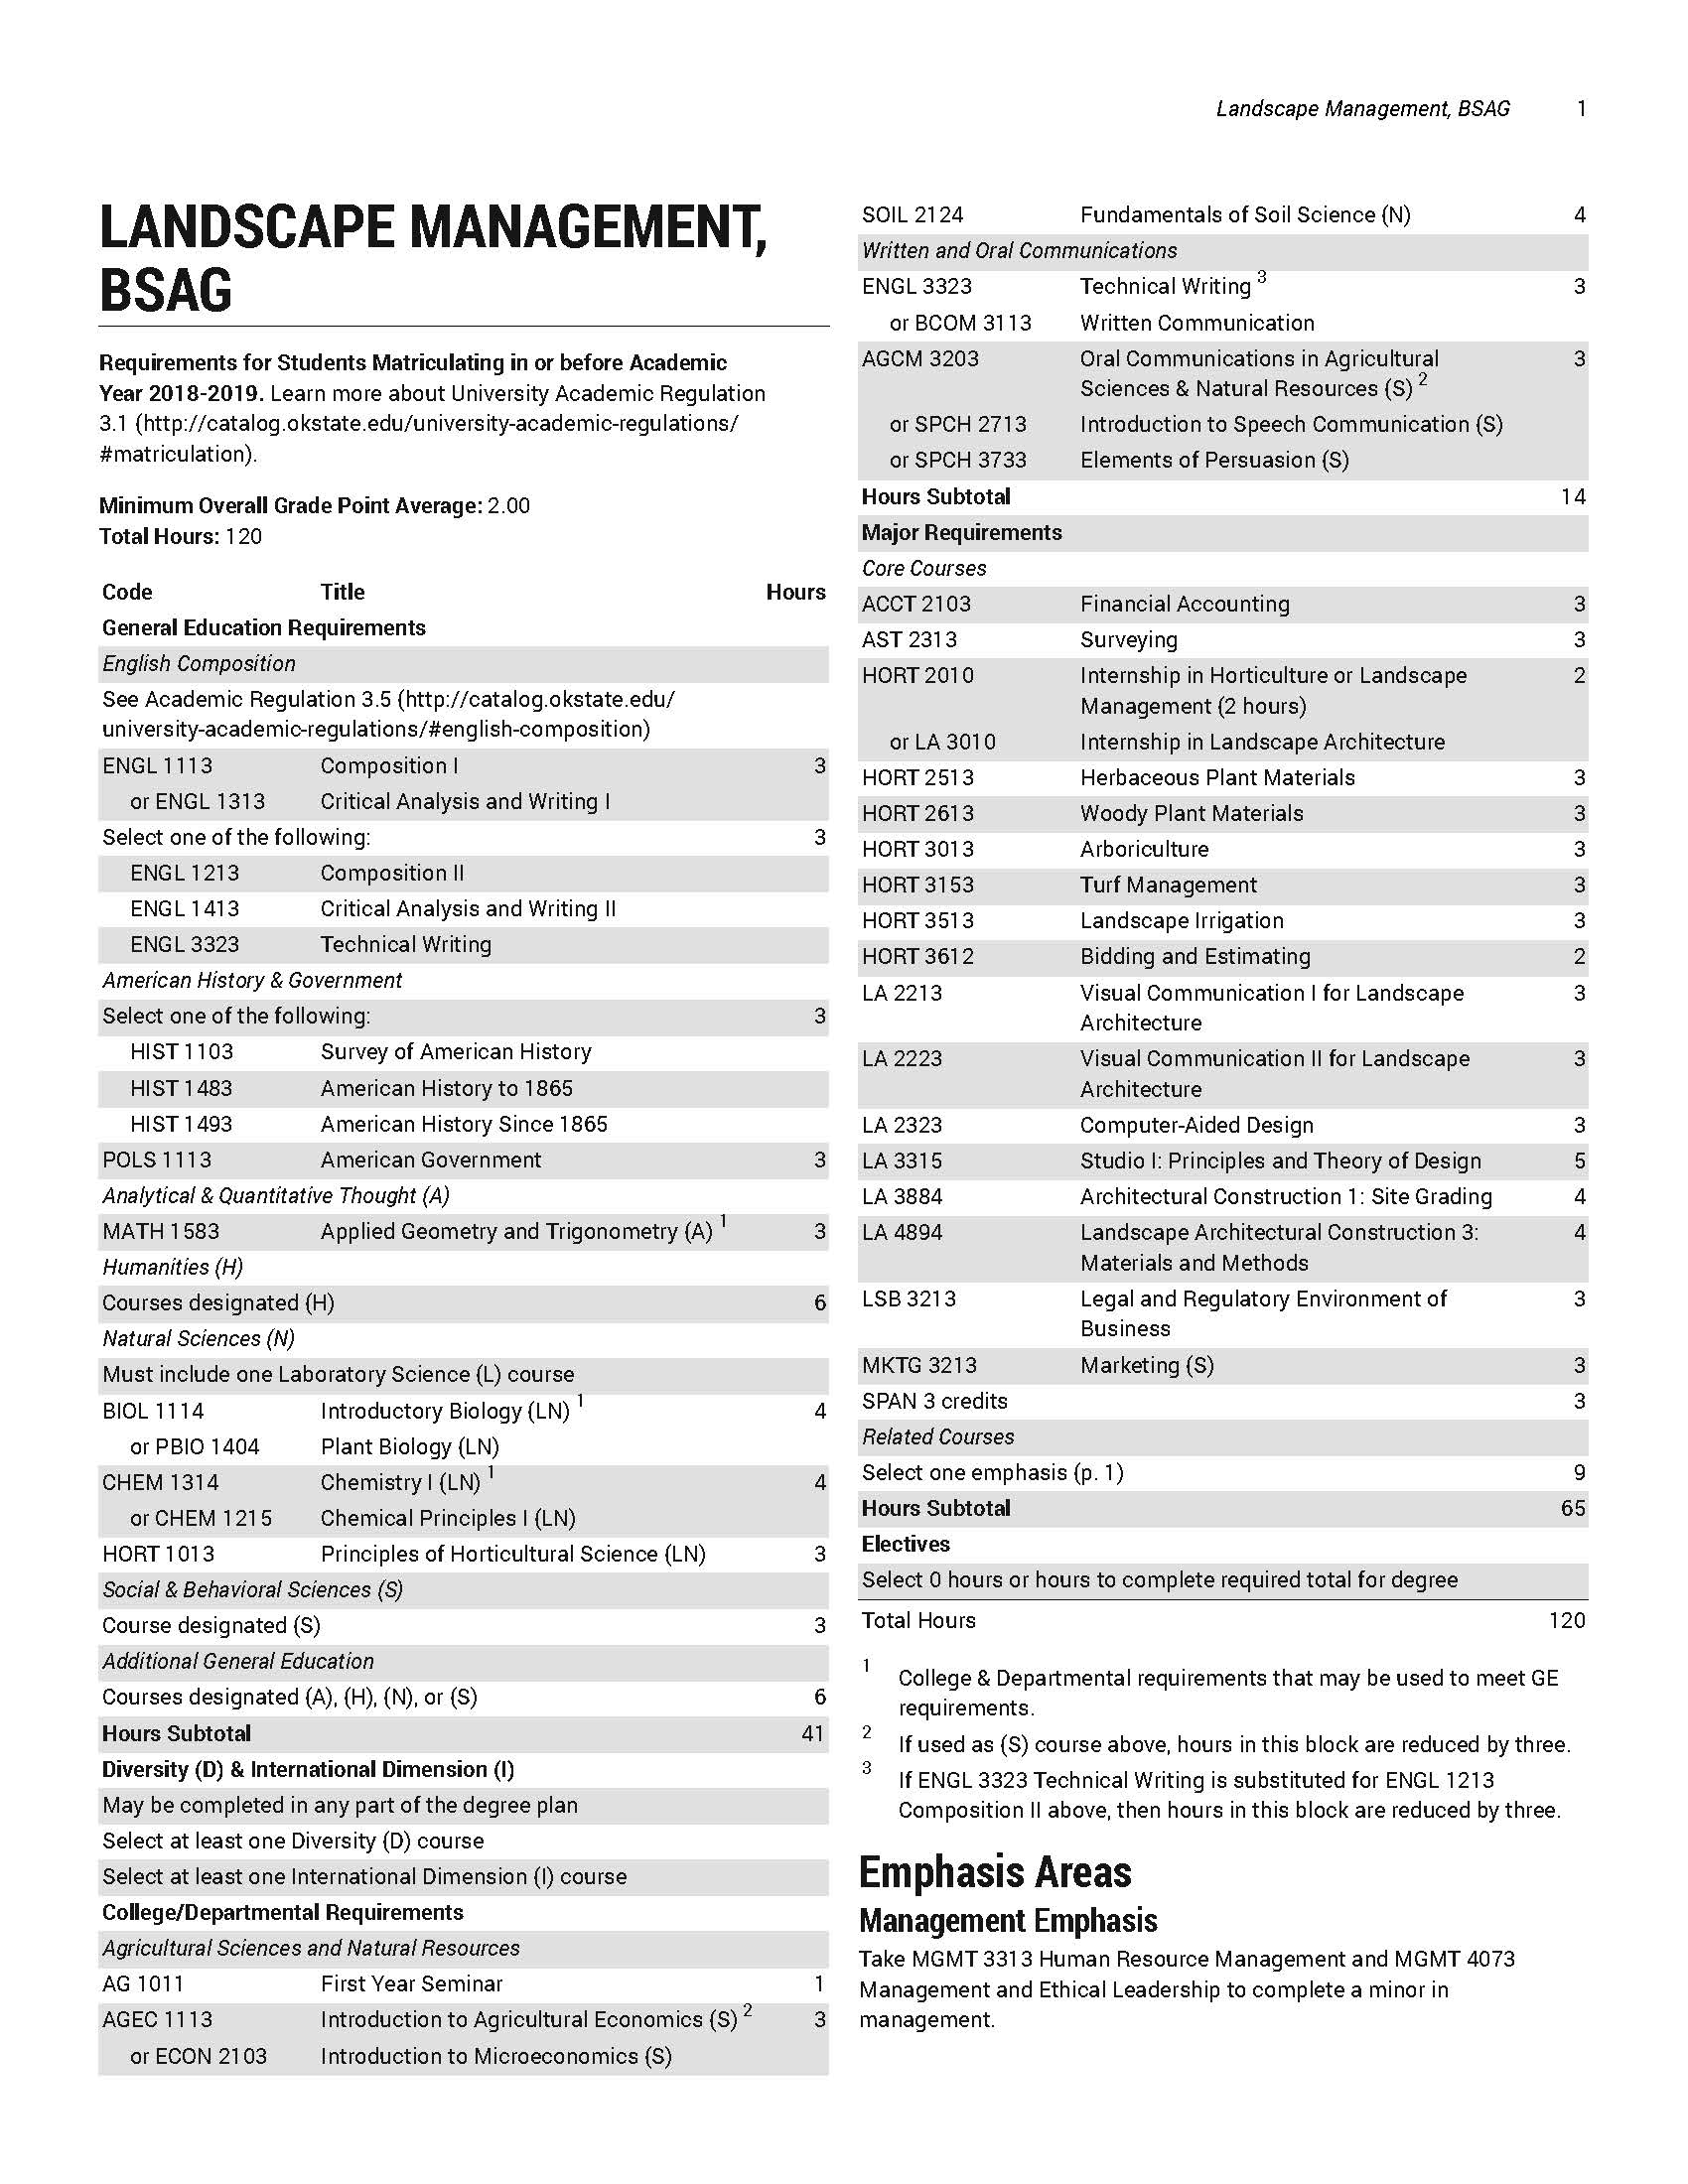 Landscape Management, BSAG 1
LANDSCAPE MANAGEMENT,
BSAG
Requirements for Students Matriculating in or before Academic
Year 2018-2019. Learn more about University Academic Regulation
3.1 (http://catalog.okstate.edu/university-academic-regulations/
#matriculation).
Minimum Overall Grade Point Average: 2.00
Total Hours: 120
Code Title Hours
General Education Requirements
English Composition
See Academic Regulation 3.5 (http://catalog.okstate.edu/
university-academic-regulations/#english-composition)
ENGL 1113 Composition I 3
or ENGL 1313 Critical Analysis and Writing I
Select one of the following: 3
ENGL 1213 Composition II
ENGL 1413 Critical Analysis and Writing II
ENGL 3323 Technical Writing
American History & Government
Select one of the following: 3
HIST 1103 Survey of American History
HIST 1483 American History to 1865
HIST 1493 American History Since 1865
POLS 1113 American Government 3
Analytical & Quantitative Thought (A)
MATH 1583 Applied Geometry and Trigonometry (A) 1 3
Humanities (H)
Courses designated (H) 6
Natural Sciences (N)
Must include one Laboratory Science (L) course
BIOL 1114 Introductory Biology (LN) 1 4
or PBIO 1404 Plant Biology (LN)
CHEM 1314 Chemistry I (LN) 1 4
or CHEM 1215 Chemical Principles I (LN)
HORT 1013 Principles of Horticultural Science (LN) 3
Social & Behavioral Sciences (S)
Course designated (S) 3
Additional General Education
Courses designated (A), (H), (N), or (S) 6
Hours Subtotal 41
Diversity (D) & International Dimension (I)
May be completed in any part of the degree plan
Select at least one Diversity (D) course
Select at least one International Dimension (I) course
College/Departmental Requirements
Agricultural Sciences and Natural Resources
AG 1011 First Year Seminar 1
AGEC 1113 Introduction to Agricultural Economics (S) 2 3
or ECON 2103 Introduction to Microeconomics (S)
SOIL 2124 Fundamentals of Soil Science (N) 4
Written and Oral Communications
ENGL 3323 Technical Writing 3 3
or BCOM 3113 Written Communication
AGCM 3203 Oral Communications in Agricultural 3
Sciences & Natural Resources (S) 2
or SPCH 2713 Introduction to Speech Communication (S)
or SPCH 3733 Elements of Persuasion (S)
Hours Subtotal 14
Major Requirements
Core Courses
ACCT 2103 Financial Accounting 3
AST 2313 Surveying 3
HORT 2010 Internship in Horticulture or Landscape 2
Management (2 hours)
or LA 3010 Internship in Landscape Architecture
HORT 2513 Herbaceous Plant Materials 3
HORT 2613 Woody Plant Materials 3
HORT 3013 Arboriculture 3
HORT 3153 Turf Management 3
HORT 3513 Landscape Irrigation 3
HORT 3612 Bidding and Estimating 2
LA 2213 Visual Communication I for Landscape 3
Architecture
LA 2223 Visual Communication II for Landscape 3
Architecture
LA 2323 Computer-Aided Design 3
LA 3315 Studio I: Principles and Theory of Design 5
LA 3884 Architectural Construction 1: Site Grading 4
LA 4894 Landscape Architectural Construction 3: 4
Materials and Methods
LSB 3213 Legal and Regulatory Environment of 3
Business
MKTG 3213 Marketing (S) 3
SPAN 3 credits 3
Related Courses
Select one emphasis (p. 1) 9
Hours Subtotal 65
Electives
Select 0 hours or hours to complete required total for degree
Total Hours 120
1 College & Departmental requirements that may be used to meet GE
requirements.
2 If used as (S) course above, hours in this block are reduced by three.
3 If ENGL 3323 Technical Writing is substituted for ENGL 1213
Composition II above, then hours in this block are reduced by three.
Emphasis Areas
Management Emphasis
Take MGMT 3313 Human Resource Management and MGMT 4073
Management and Ethical Leadership to complete a minor in
management.